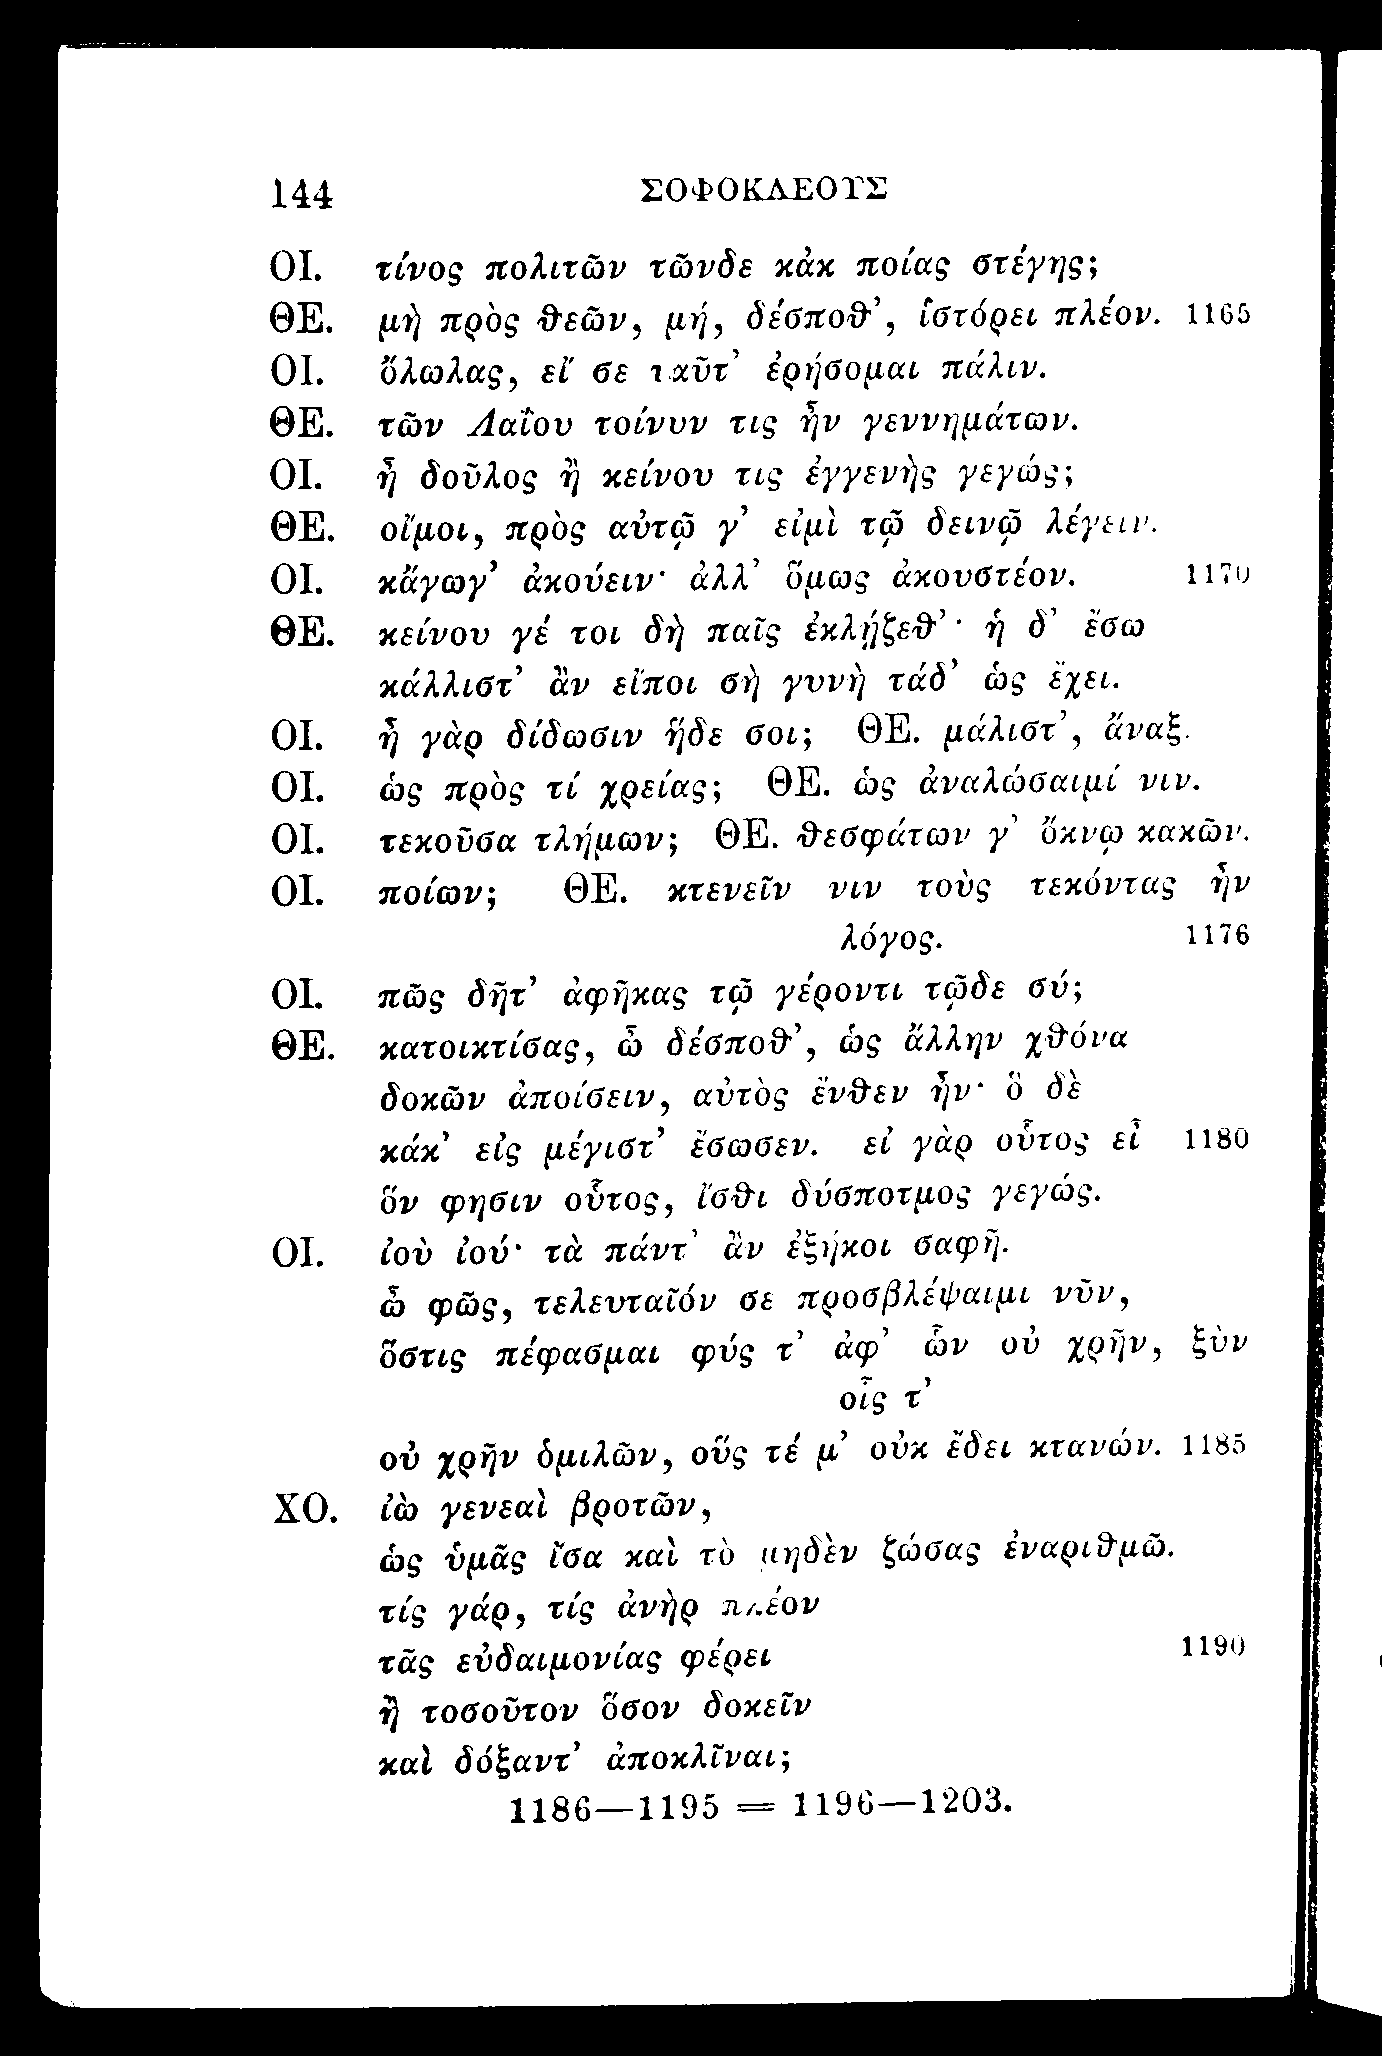 144 ΣΟΦΟΚΛΕΟΥΣ
ΟΙ. τίνος πολιτῶν τῶνδε κἀκ ποίας στέγης;
ΘΕ. μὴ πρὸς θεῶν, μή, δέσποθ’, ἱστόρει πλέον. 1165
ΟΙ. ὄλωλας, εἴ σε ταῦτ’ ἐρήσομαι πάλιν.
ΘΕ. τῶν Λαΐου τοίνυν τις ἦν γεννημάτων.
ΟΙ. ἦ δοῦλος ἢ κείνου τις ἐγγενὴς γεγώς;
ΘΕ. οἴμοι, πρὸς αὐτῷ γ’ εἰμὶ τῷ δεινῷ λέγειν.
ΟΙ. κἄγωγ’ ἀκούειν· ἀλλ’ ὅμως ἀκουστέον. 1170
ΘΕ. κείνου γέ τοι δὴ παῖς ἐκλῄζεθ’· ἡ δ’ ἔσω
κάλλιστ’ ἂν εἴποι σὴ γυνὴ τάδ’ ὡς ἔχει.
ΟΙ. ἦ γὰρ δίδωσιν ἥδε σοι; ΘΕ. μάλιστ’, ἄναξ.
ΟΙ. ὡς πρὸς τί χρείας; ΘΕ. ὡς ἀναλώσαιμί νιν.
ΟΙ. τεκοῦσα τλήμων; ΘΕ. θεσφάτων γ’ ὄκνῳ κακῶν.
ΟΙ. ποίων; ΘΕ. κτενεῖν νιν τοὺς τεκόντας ἦν
λόγος. 1176
ΟΙ. πῶς δῆτ’ ἀφῆκας τῷ γέροντι τῷδε σύ;
ΘΕ. κατοικτίσας, ὦ δέσποθ’, ὡς ἄλλην χθόνα
δοκῶν ἀποίσειν, αὐτὸς ἔνθεν ἦν· ὃ δὲ
κάκ’ εἰς μέγιστ’ ἔσωσεν. εἰ γὰρ οὗτος εἶ 1180
ὅν φησιν οὗτος, ἴσθι δύσποτμος γεγώς.
ΟΙ. ἰοὺ ἰού· τὰ πάντ’ ἂν ἐξήκοι σαφῆ.
ὦ φῶς, τελευταῖόν σε προσβλέψαιμι νῦν,
ὅστις πέφασμαι φύς τ’ ἀφ’ ὧν οὐ χρῆν, ξὺν
οἷς τ’
οὐ χρῆν ὁμιλῶν, οὕς τέ μ’ οὐκ ἔδει κτανών. 1185
ΧΟ. ἰὼ γενεαὶ βροτῶν,
ὡς ὑμᾶς ἴσα καὶ τὸ μηδὲν ζώσας ἐναριθμῶ.
τίς γάρ, τίς ἀνὴρ πλέον
τᾶς εὐδαιμονίας φέρει 1190
ἢ τοσοῦτον ὅσον δοκεῖν
καὶ δόξαντ’ ἀποκλῖναι;
1186—1195 = 1196—1203.